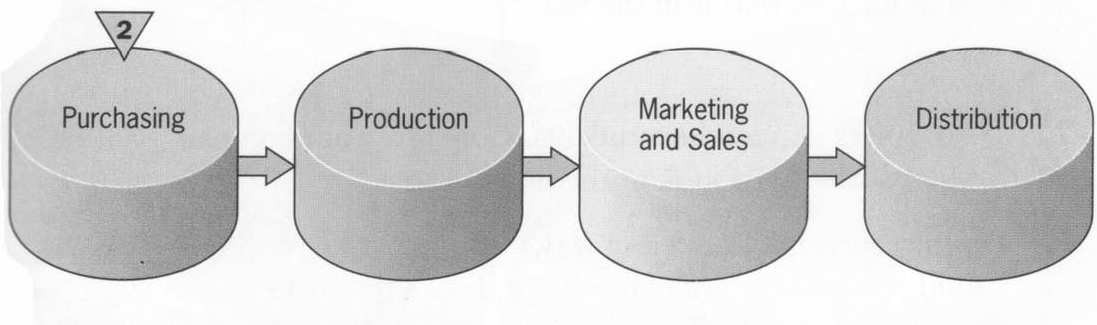 2
Purchasing
Production
Marketing
and Sales
Distribution